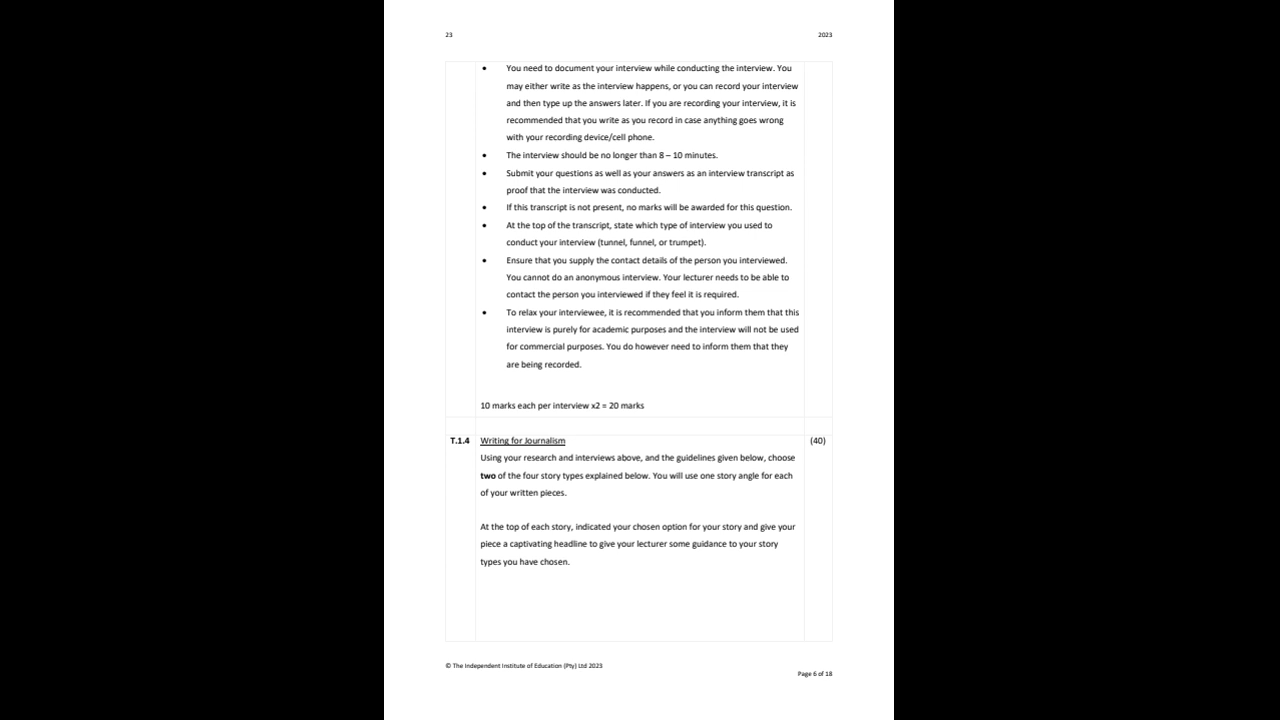 23
2023
• You need to document your interview while conducting the interview. You
may either write as the interview happens, or you can record your interview
and then type up the answers later. If you are recording your interview, it is
recommended that you write as you record in case anything goes wrong
with your recording device/cell phone.
• The interview should be no longer than 8 – 10 minutes.
• Submit your questions as well as your answers as an interview transcript as
proof that the interview was conducted.
• If this transcript is not present, no marks will be awarded for this question.
• At the top of the transcript, state which type of interview you used to
conduct your interview (tunnel, funnel, or trumpet).
• Ensure that you supply the contact details of the person you interviewed.
You cannot do an anonymous interview. Your lecturer needs to be able to
contact the person you interviewed if they feel it is required.
• To relax your interviewee, it is recommended that you inform them that this
interview is purely for academic purposes and the interview will not be used
for commercial purposes. You do however need to inform them that they
are being recorded.
10 marks each per interview x2 = 20 marks
T.1.4 Writing for Journalism (40)
Using your research and interviews above, and the guidelines given below, choose
two of the four story types explained below. You will use one story angle for each
of your written pieces.
At the top of each story, indicated your chosen option for your story and give your
piece a captivating headline to give your lecturer some guidance to your story
types you have chosen.
© The Independent Institute of Education (Pty) Ltd 2023
Page 6 of 18